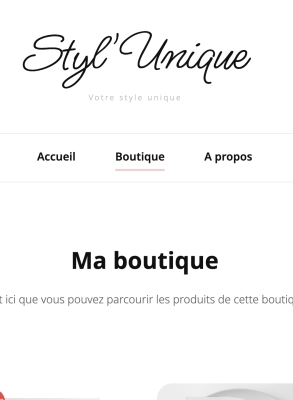 Styl'Unique
Votre style unique
Accueil Boutique A propos
Ma boutique
ici que vous pouvez parcourir les produits de cette